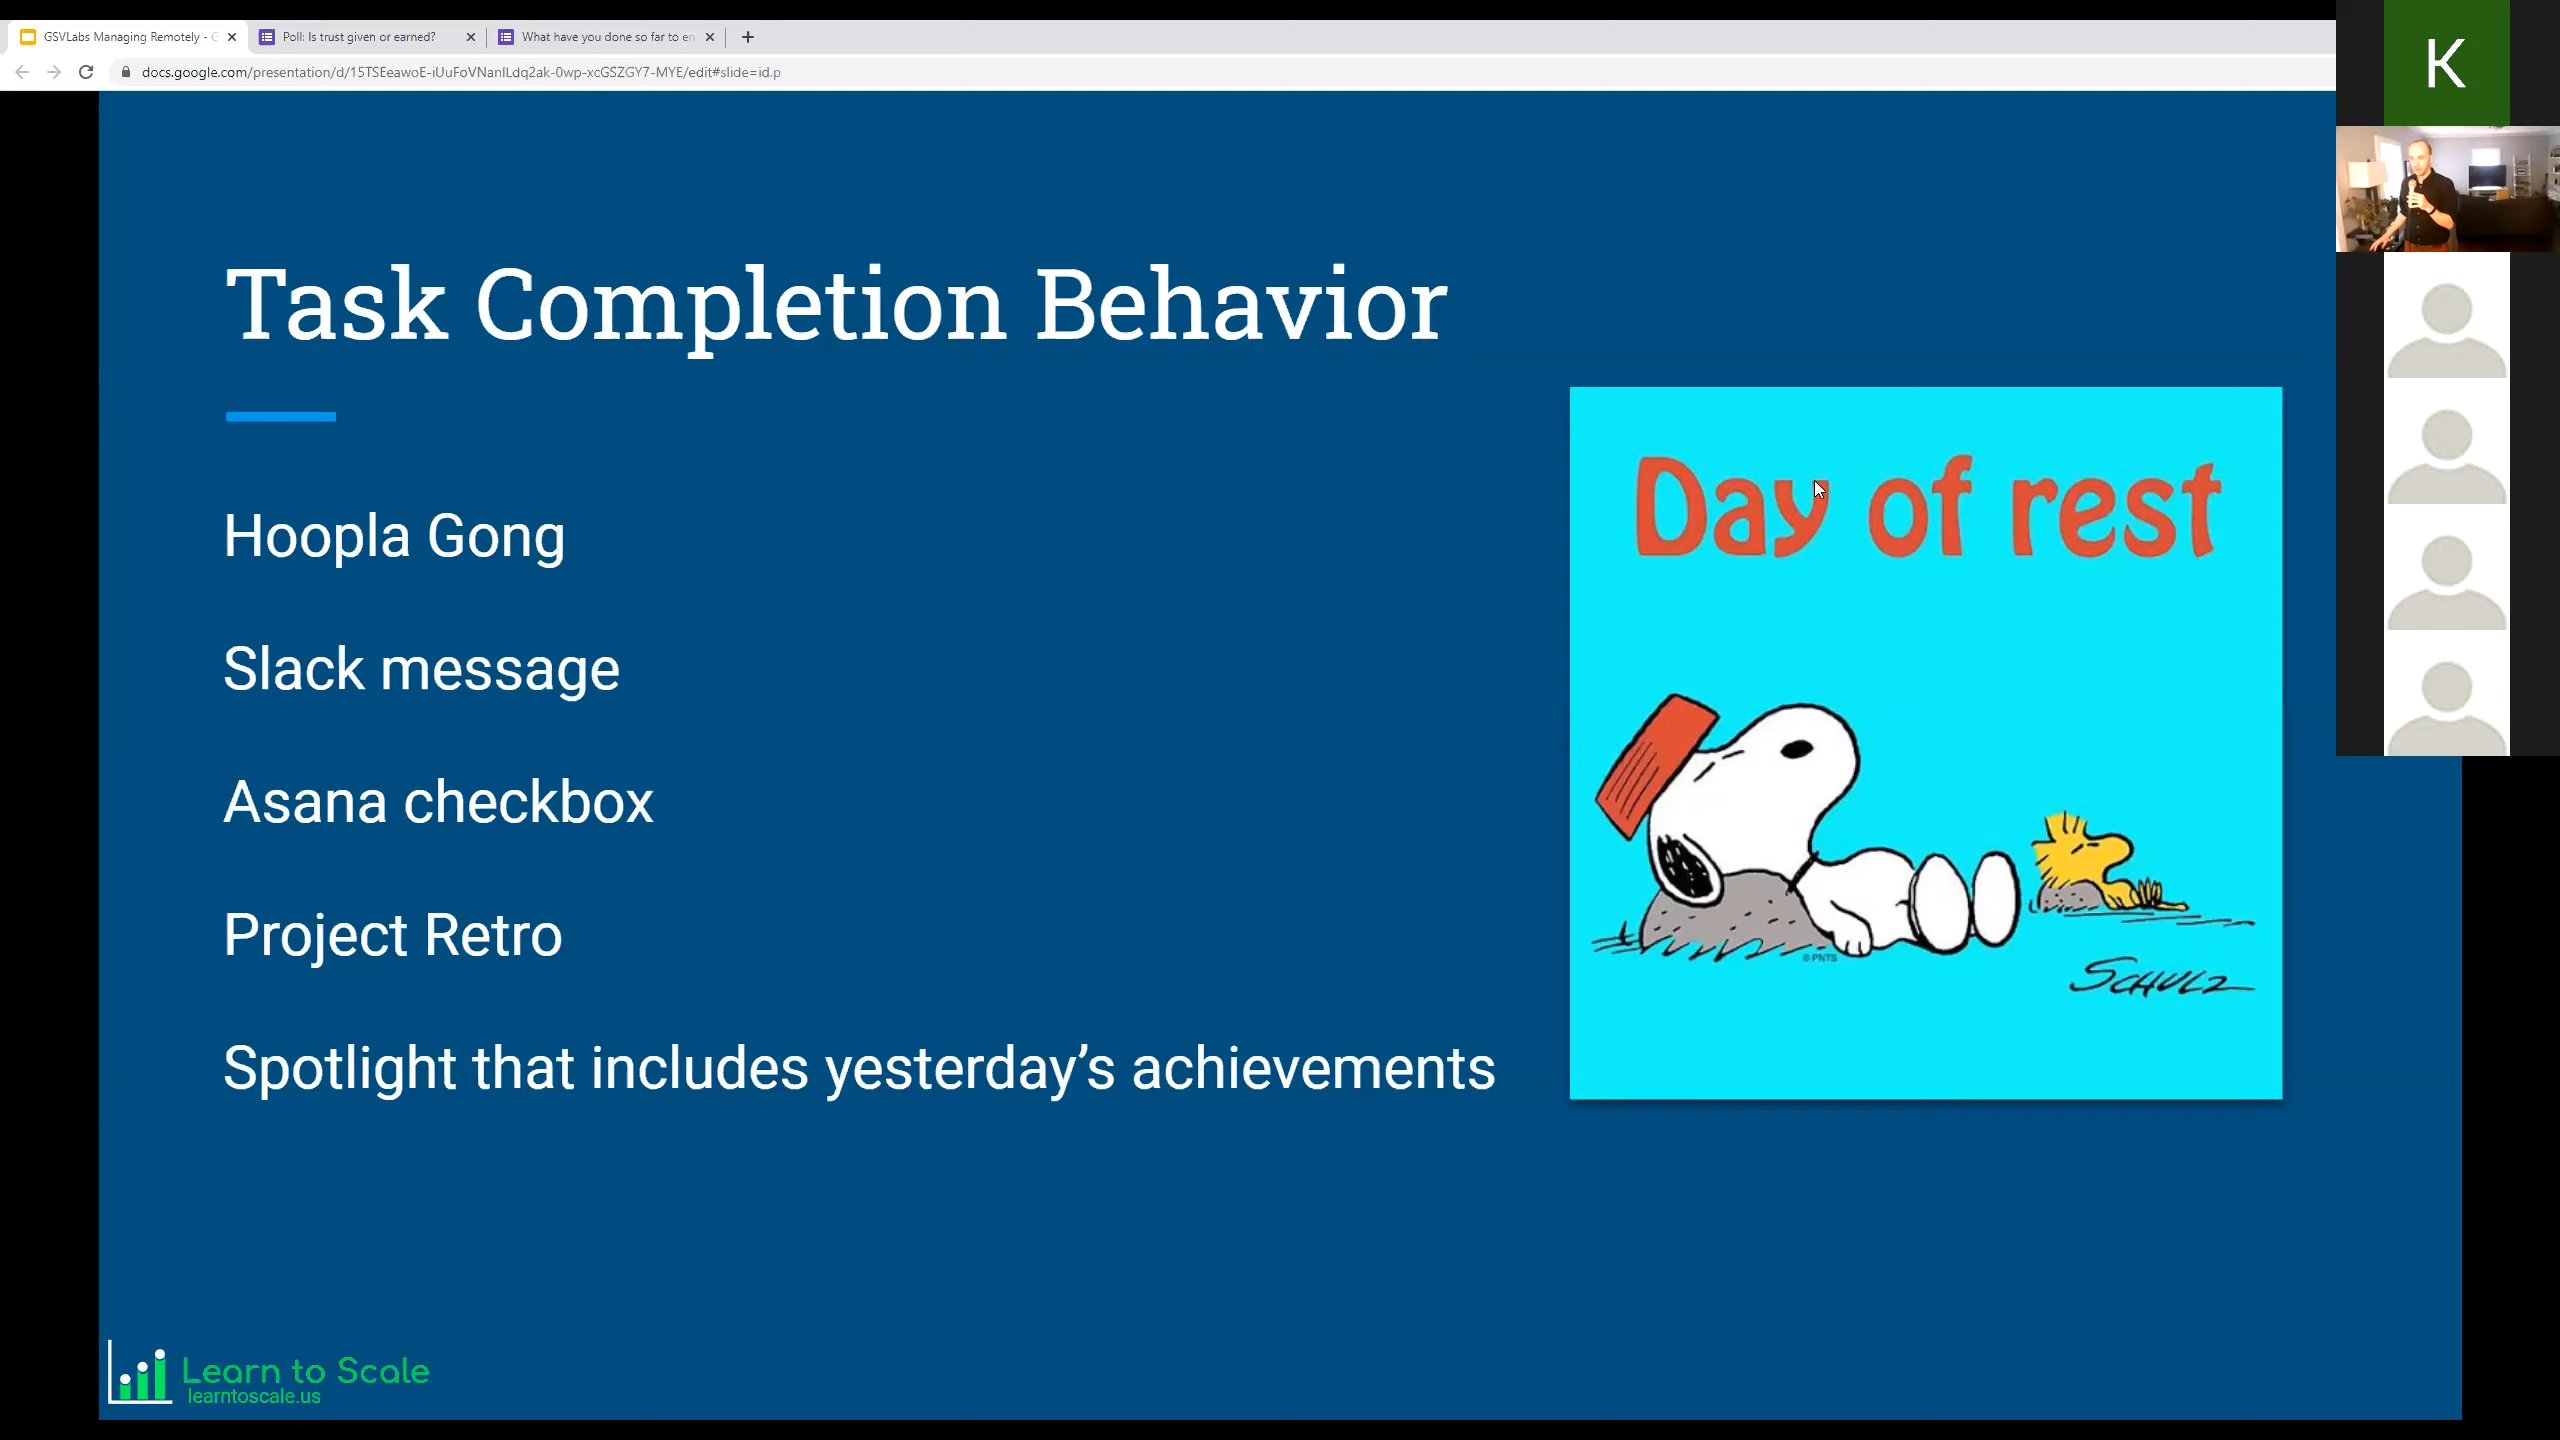 GSVLabs Managing Remotely - G
Poll: Is trust given or earned?
What have you done so far to en
docs.google.com/presentation/d/15TSEeawoE-iUuFoVNanlLdq2ak-0wp-xcGSZGY7-MYE/edit#slide=id.p
K
Task Completion Behavior
Day of rest
Hoopla Gong
Slack message
Asana checkbox
Project Retro
Spotlight that includes yesterday’s achievements
© PNTS
SCHULZ
Learn to Scale
learntoscale.us